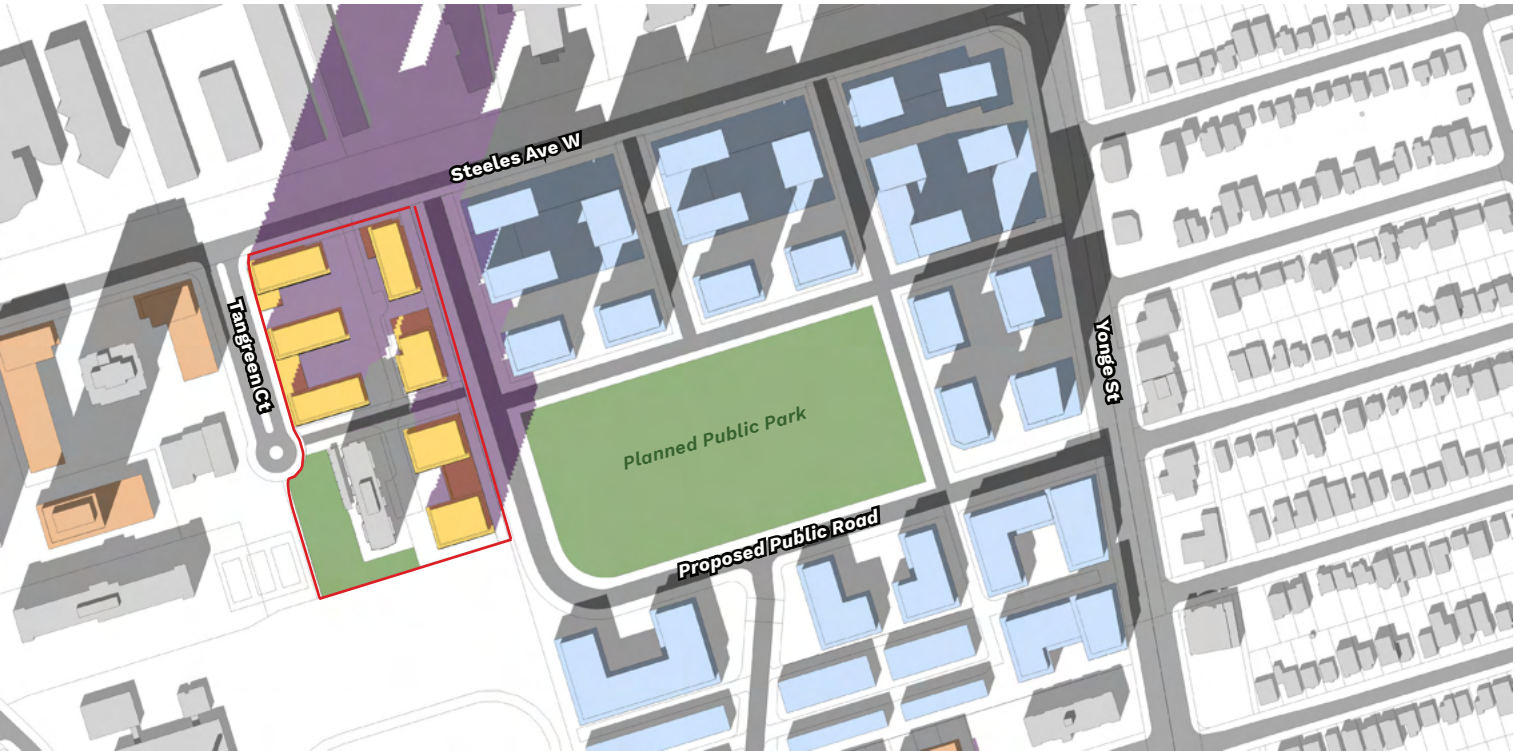 Steeles Ave W
Tangreen Ct
Yonge St
Planned Public Park
Proposed Public Road